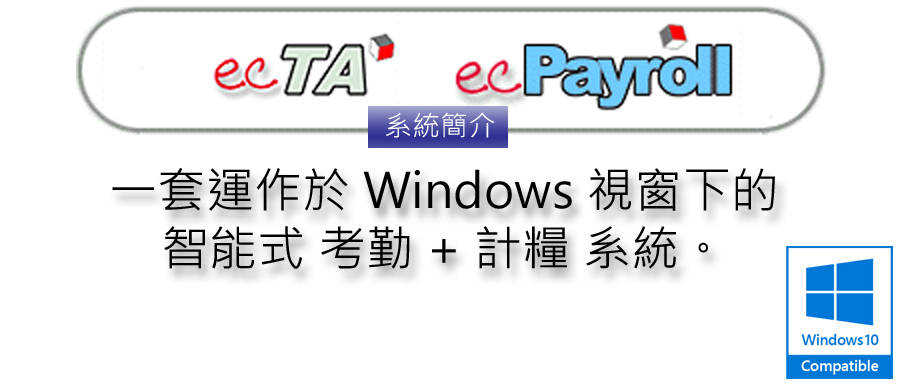 ecTA ecPayroll
系統簡介
一套運作於 Windows 視窗下的
智能式 考勤 + 計糧 系統。
Windows10
Compatible